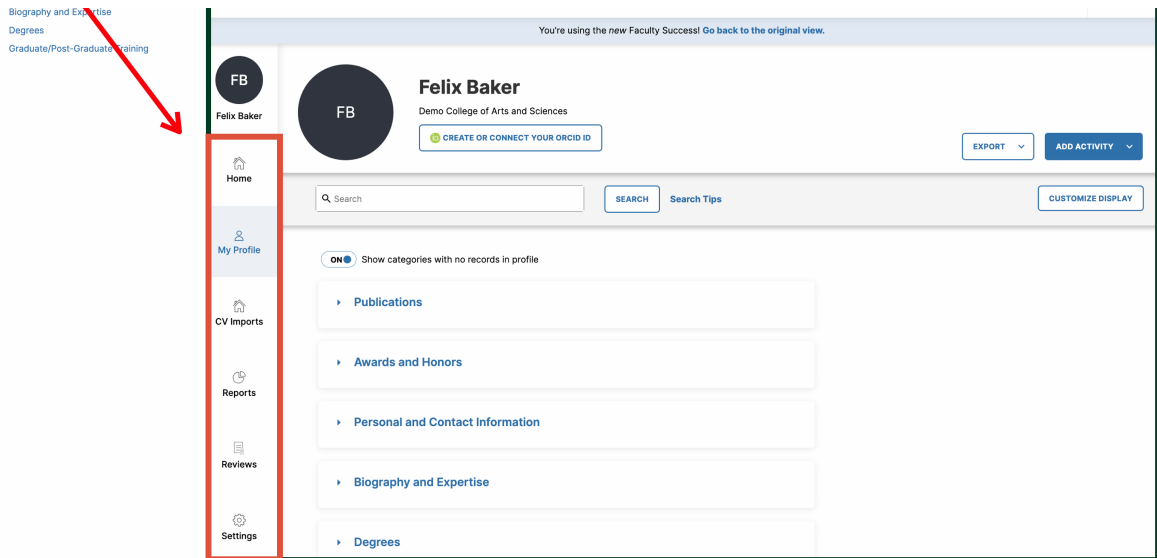 Biography and Expertise
Degrees
Graduate/Post-Graduate Training
You're using the new Faculty Success! Go back to the original view.
FB
Felix Baker
FB
Felix Baker
Demo College of Arts and Sciences
iD CREATE OR CONNECT YOUR ORCID ID
EXPORT
ADD ACTIVITY
Home
My Profile
CV Imports
Reports
Reviews
Settings
Search
SEARCH
Search Tips
CUSTOMIZE DISPLAY
ON
Show categories with no records in profile
Publications
Awards and Honors
Personal and Contact Information
Biography and Expertise
Degrees